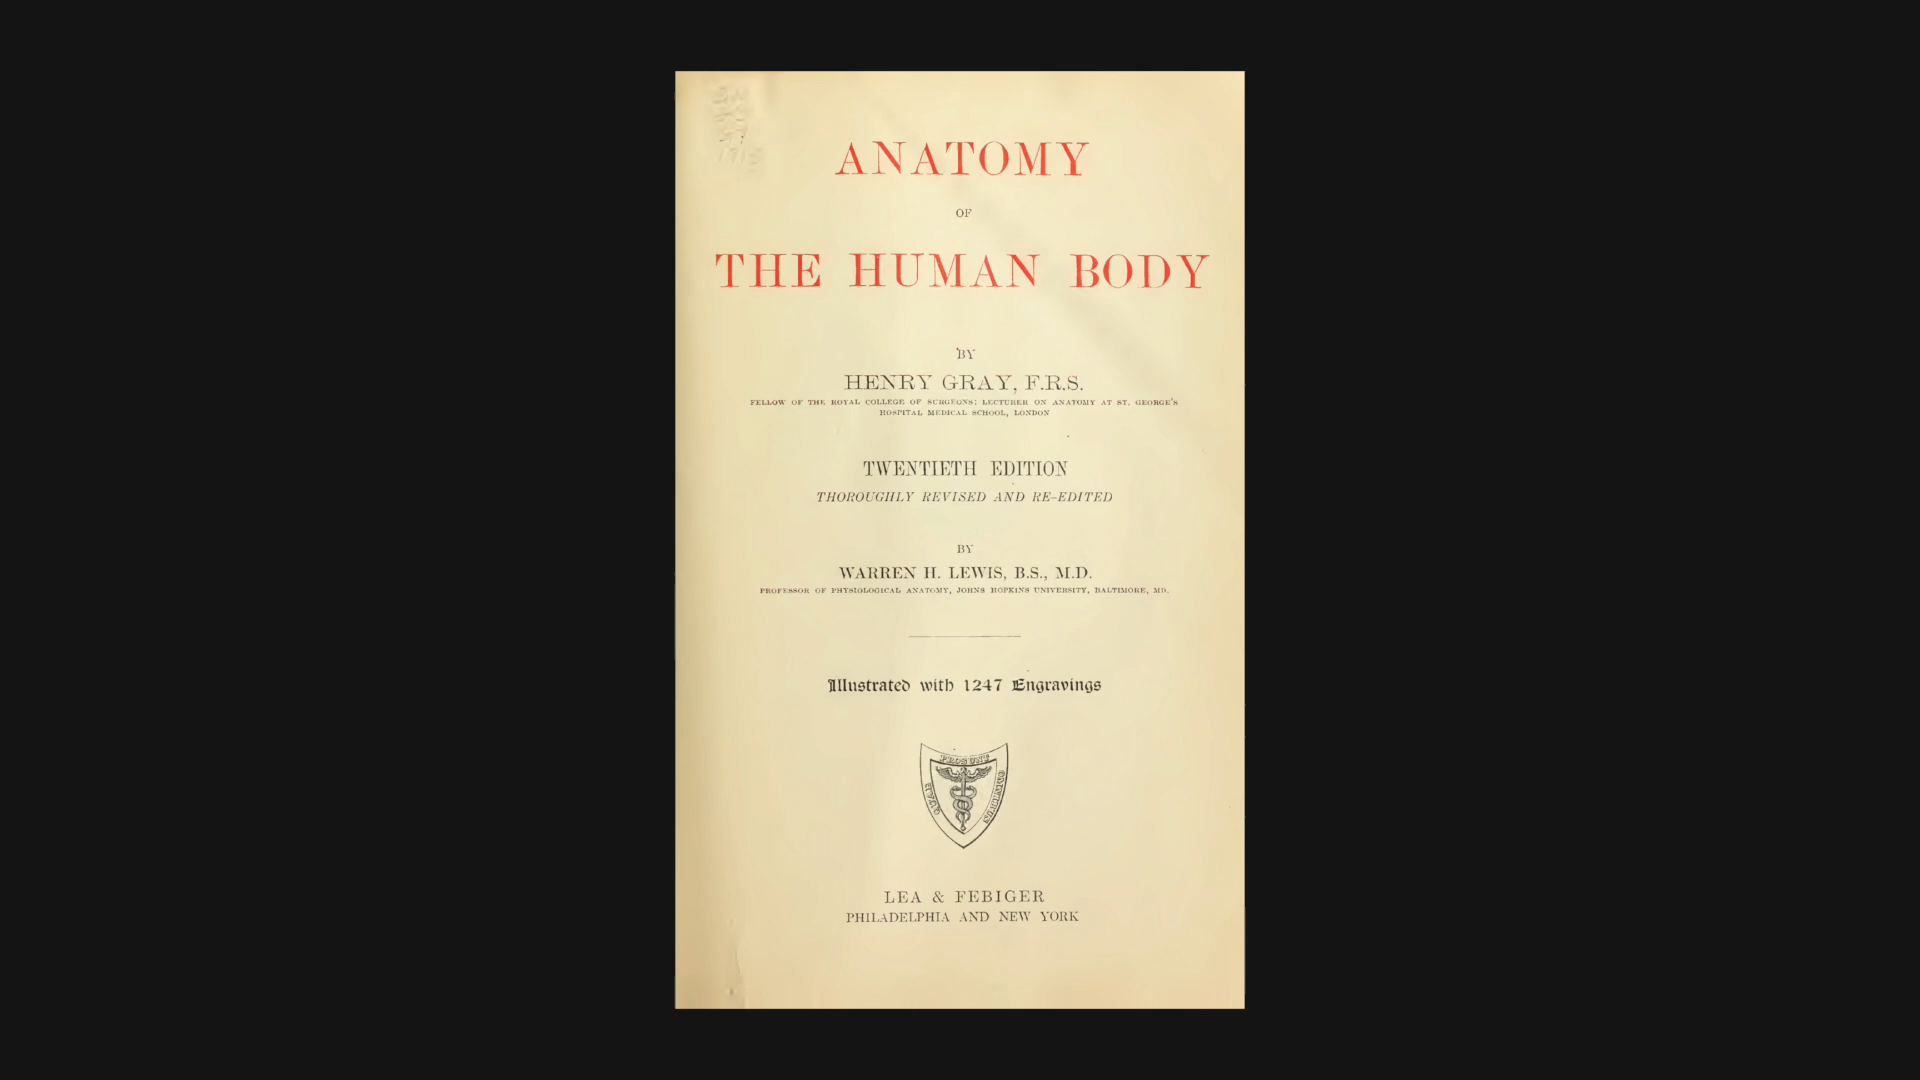 ANATOMY
OF
THE HUMAN BODY
BY
HENRY GRAY, F.R.S.
FELLOW OF THE ROYAL COLLEGE OF SURGEONS; LECTURER ON ANATOMY AT ST. GEORGE'S
HOSPITAL MEDICAL SCHOOL, LONDON
TWENTIETH EDITION
THOROUGHLY REVISED AND RE-EDITED
BY
WARREN H. LEWIS, B.S., M.D.
PROFESSOR OF PHYSIOLOGICAL ANATOMY, JOHNS HOPKINS UNIVERSITY, BALTIMORE, MD.
Illustrated with 1247 Engravings
PROSUNT
OMNIBUS
LEA & FEBIGER
PHILADELPHIA AND NEW YORK